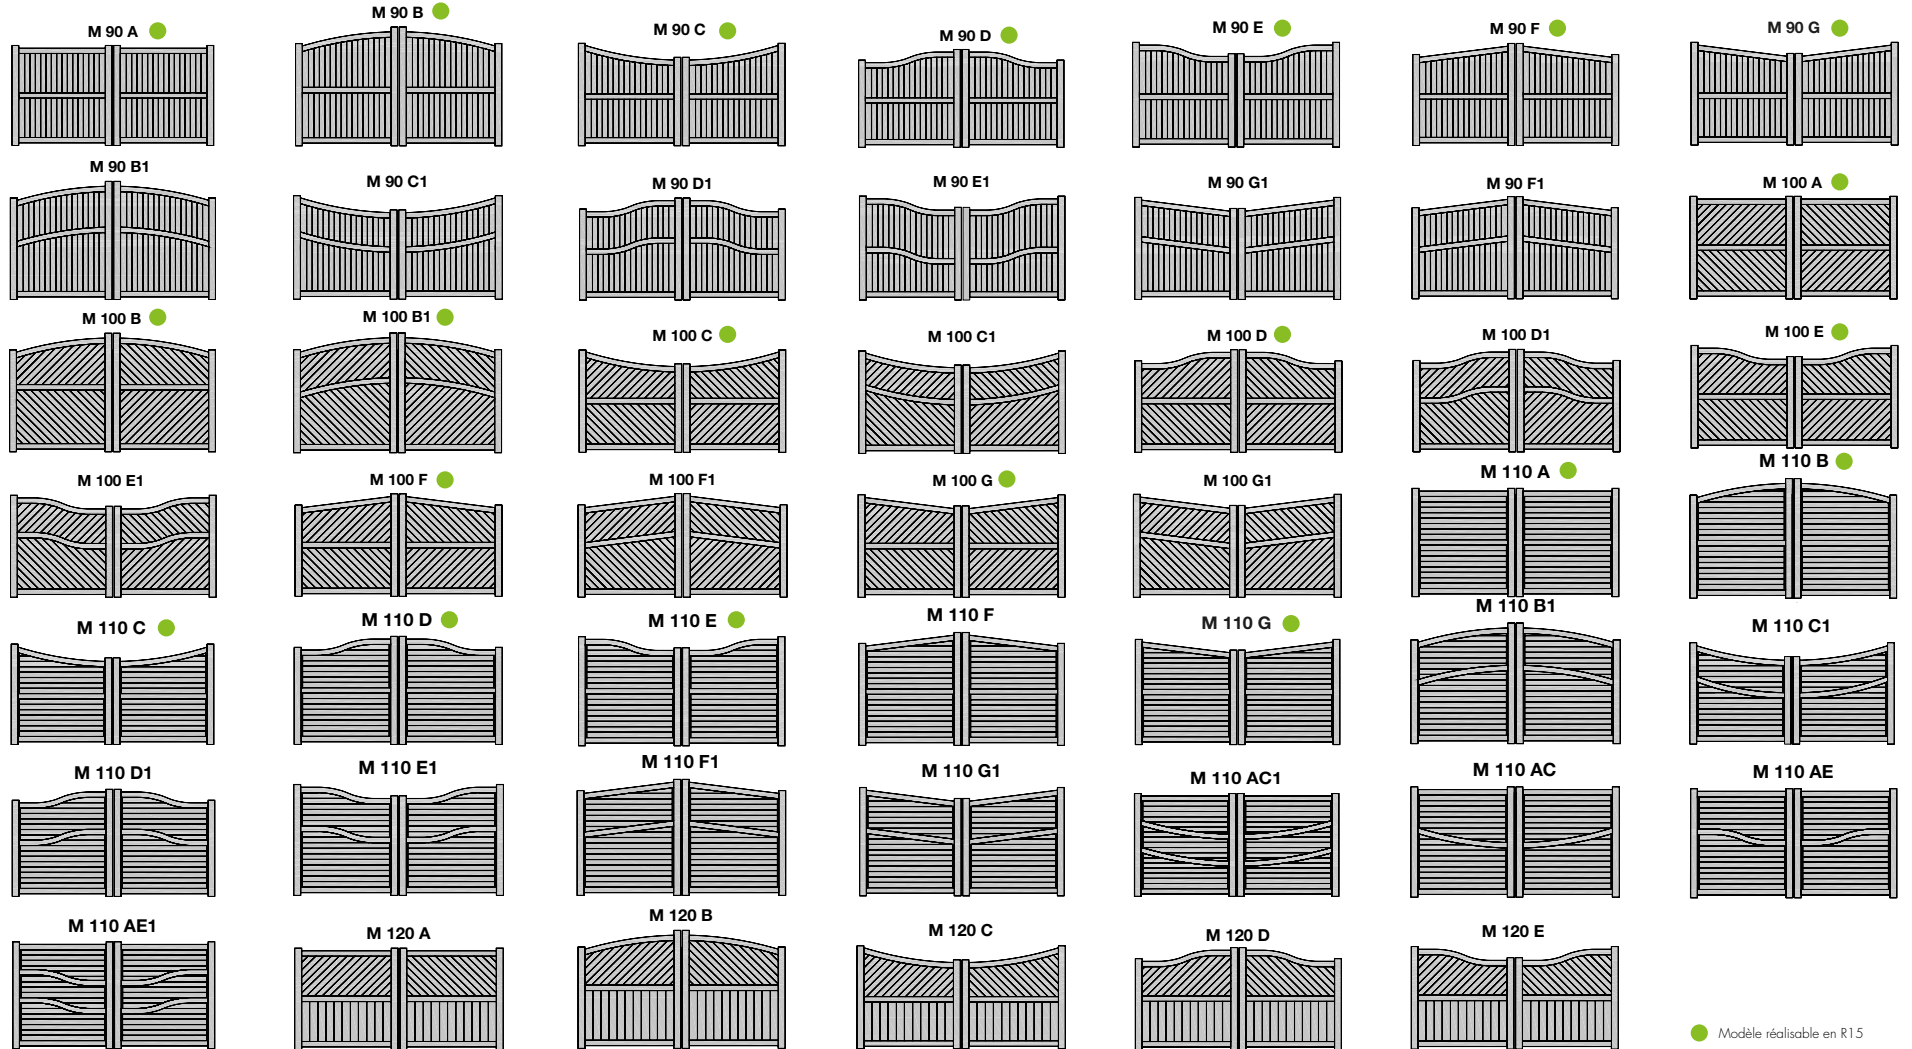 M 90 A
M 90 B
M 90 C
M 90 D
M 90 E
M 90 F
M 90 G
M 90 B1
M 90 C1
M 90 D1
M 90 E1
M 90 G1
M 90 F1
M 100 A
M 100 B
M 100 B1
M 100 C
M 100 C1
M 100 D
M 100 D1
M 100 E
M 100 E1
M 100 F
M 100 F1
M 100 G
M 100 G1
M 110 A
M 110 B
M 110 C
M 110 D
M 110 E
M 110 F
M 110 G
M 110 B1
M 110 C1
M 110 D1
M 110 E1
M 110 F1
M 110 G1
M 110 AC1
M 110 AC
M 110 AE
M 110 AE1
M 120 A
M 120 B
M 120 C
M 120 D
M 120 E
Modèle réalisable en R15